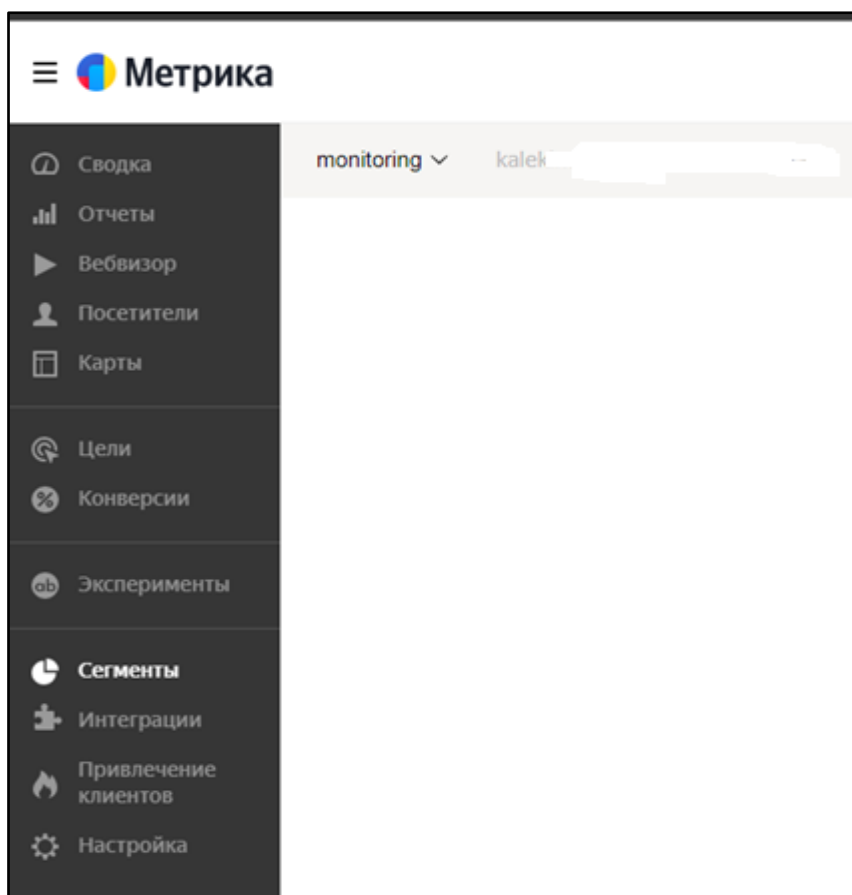 Метрика
monitoring
Сводка
Отчеты
Вебвизор
Посетители
Карты
Цели
Конверсии
Эксперименты
Сегменты
Интеграции
Привлечение
клиентов
Настройка